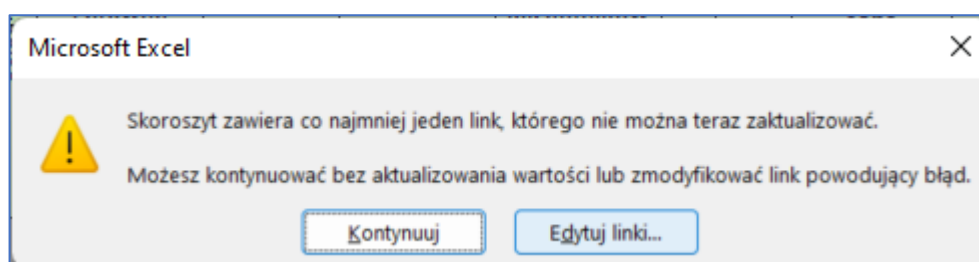 Microsoft Excel
Skoroszyt zawiera co najmniej jeden link, którego nie można teraz zaktualizować.
Możesz kontynuować bez aktualizowania wartości lub zmodyfikować link powodujący błąd.
Kontynuuj
Edytuj linki...